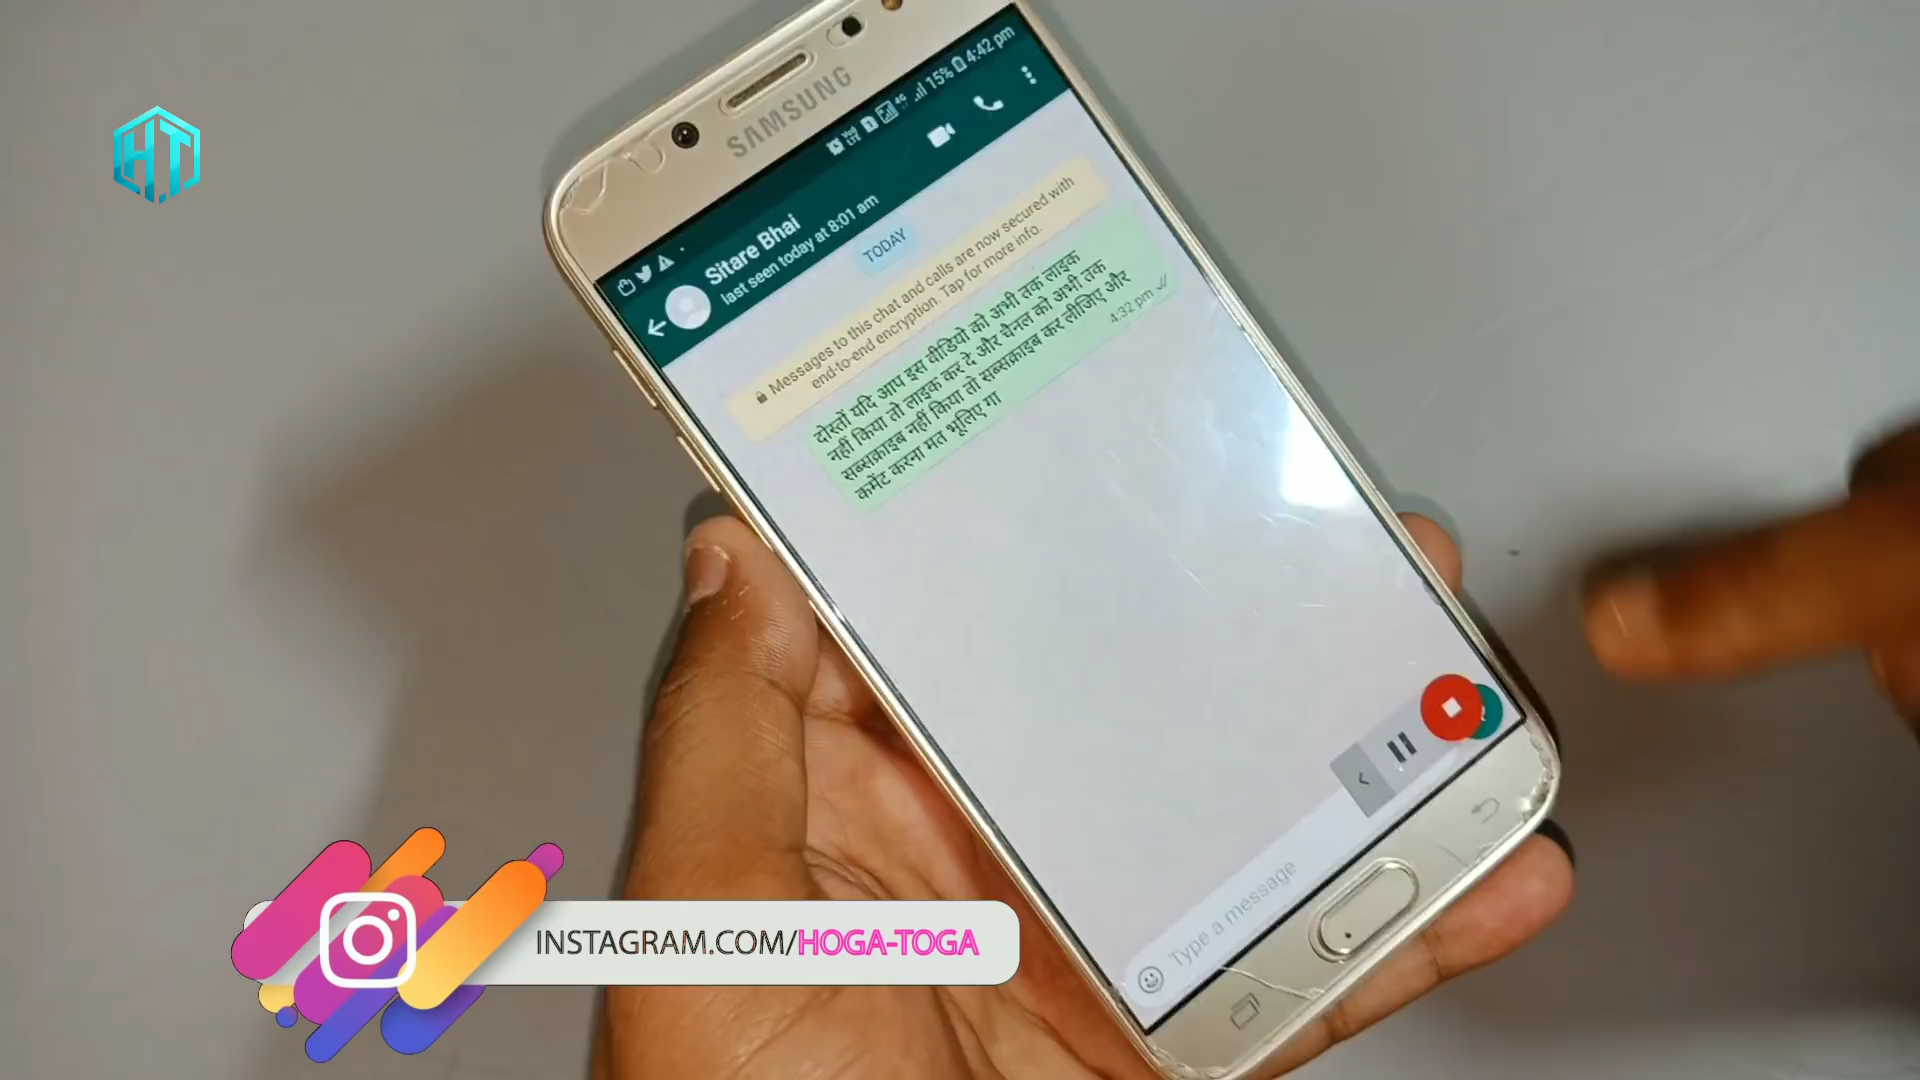 HT
SAMSUNG
4G 15% 4:42 pm
Sitare Bhai
last seen today at 8:01 am
TODAY
Messages to this chat and calls are now secured with
end-to-end encryption. Tap for more info.
दोस्तों यदि आप इस वीडियो को अभी तक लाइक
नहीं किया तो लाइक कर दे और चैनल को अभी तक
सब्सक्राइब नहीं किया तो सब्सक्राइब कर लीजिए और
कमेंट करना मत भूलिए गा
4:32 pm
Type a message
INSTAGRAM.COM/HOGA-TOGA